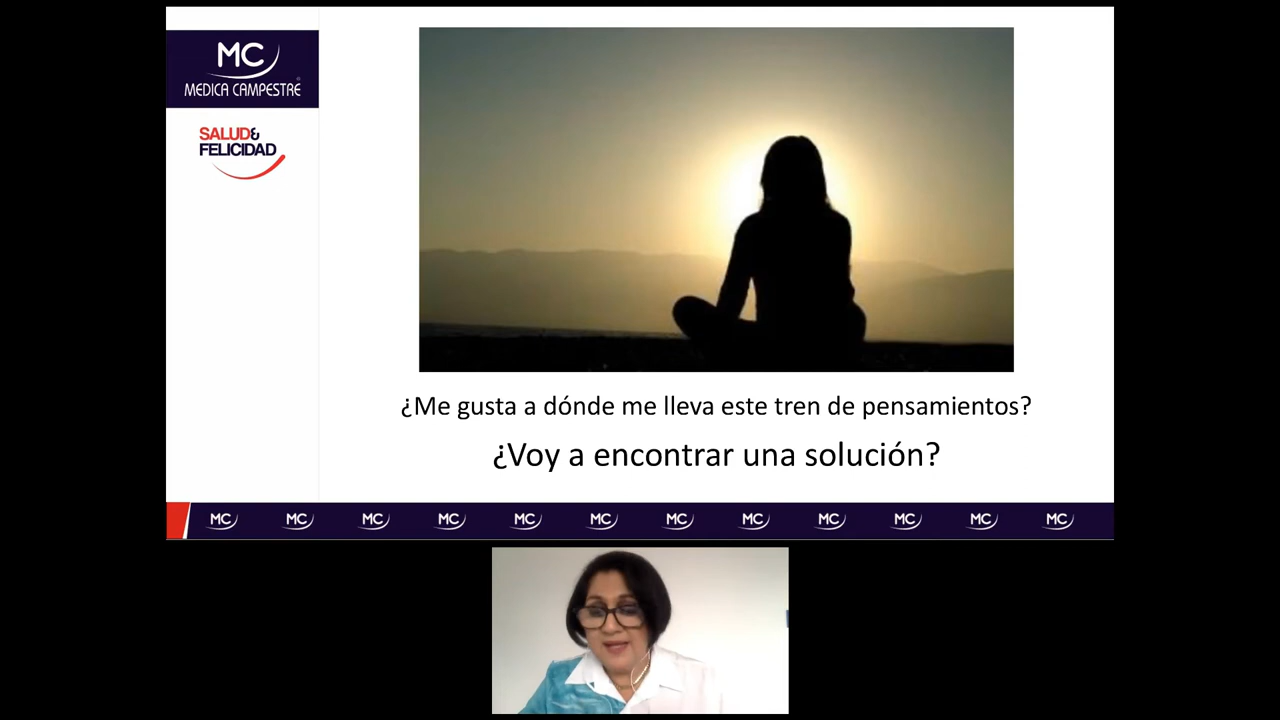 MC
MEDICA CAMPESTRE
SALUD&
FELICIDAD
¿Me gusta a dónde me lleva este tren de pensamientos?
¿Voy a encontrar una solución?
MC MC MC MC MC MC MC MC MC MC MC MC